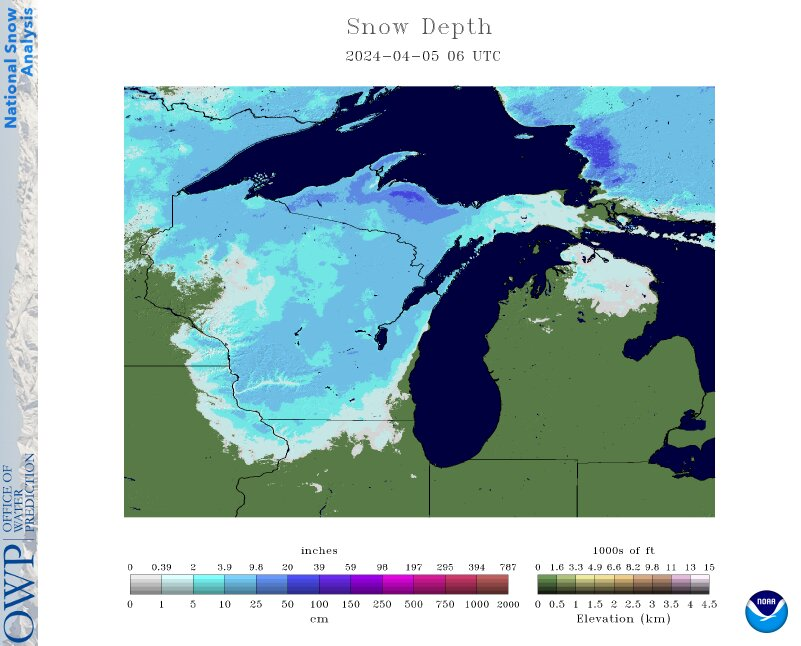 National Snow
Analysis
Snow Depth
2024-04-05 06 UTC
OWP
OFFICE OF
WATER
PREDICTION
inches
0 0.39 2 3.9 9.8 20 39 59 98 197 295 394 787
0 1 5 10 25 50 100 150 250 500 750 1000 2000
cm
1000s of ft
0 1.6 3.3 4.9 6.6 8.2 9.8 11 13 15
0 0.5 1 1.5 2 2.5 3 3.5 4 4.5
Elevation (km)
NOAA